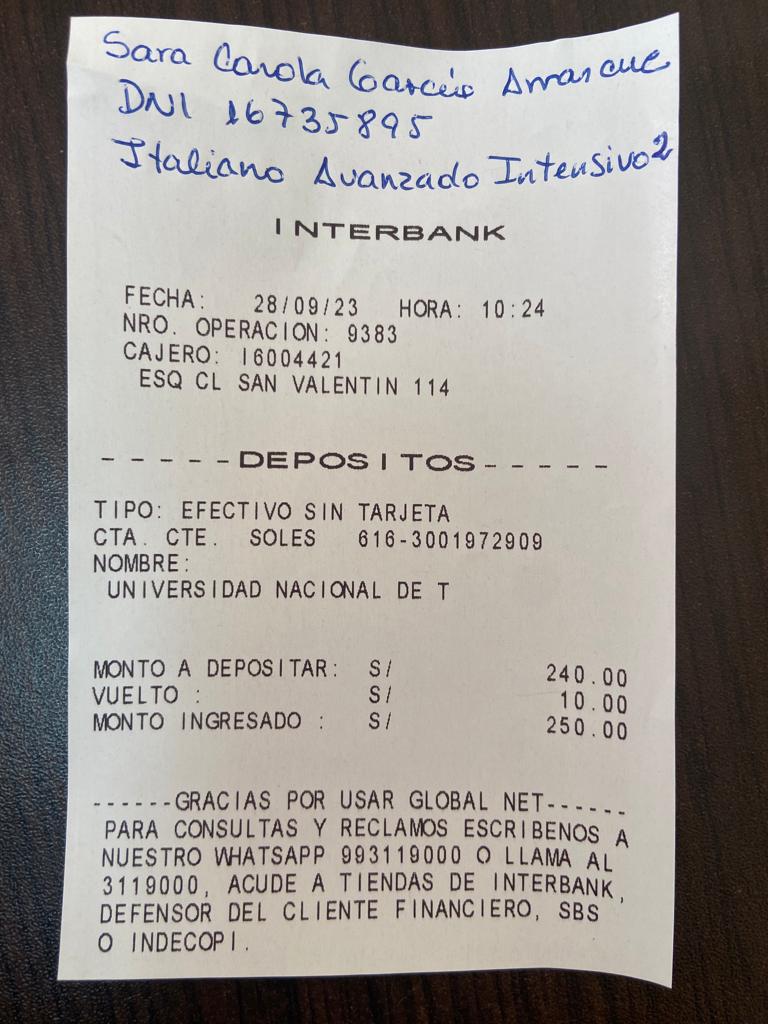 Sara Carola Garcés Arrascue
DNI 16735895
Italiano Avanzado Intensivo 2
INTERBANK
FECHA: 28/09/23 HORA: 10:24
NRO. OPERACION: 9383
CAJERO: 16004421
ESQ CL SAN VALENTIN 114
-----DEPOSITOS-----
TIPO: EFECTIVO SIN TARJETA
CTA. CTE. SOLES 616-3001972909
NOMBRE:
UNIVERSIDAD NACIONAL DE T
MONTO A DEPOSITAR: S/ 240.00
VUELTO : S/ 10.00
MONTO INGRESADO : S/ 250.00
------GRACIAS POR USAR GLOBAL NET------
PARA CONSULTAS Y RECLAMOS ESCRIBENOS A
NUESTRO WHATSAPP 993119000 O LLAMA AL
3119000, ACUDE A TIENDAS DE INTERBANK,
DEFENSOR DEL CLIENTE FINANCIERO, SBS
O INDECOPI.